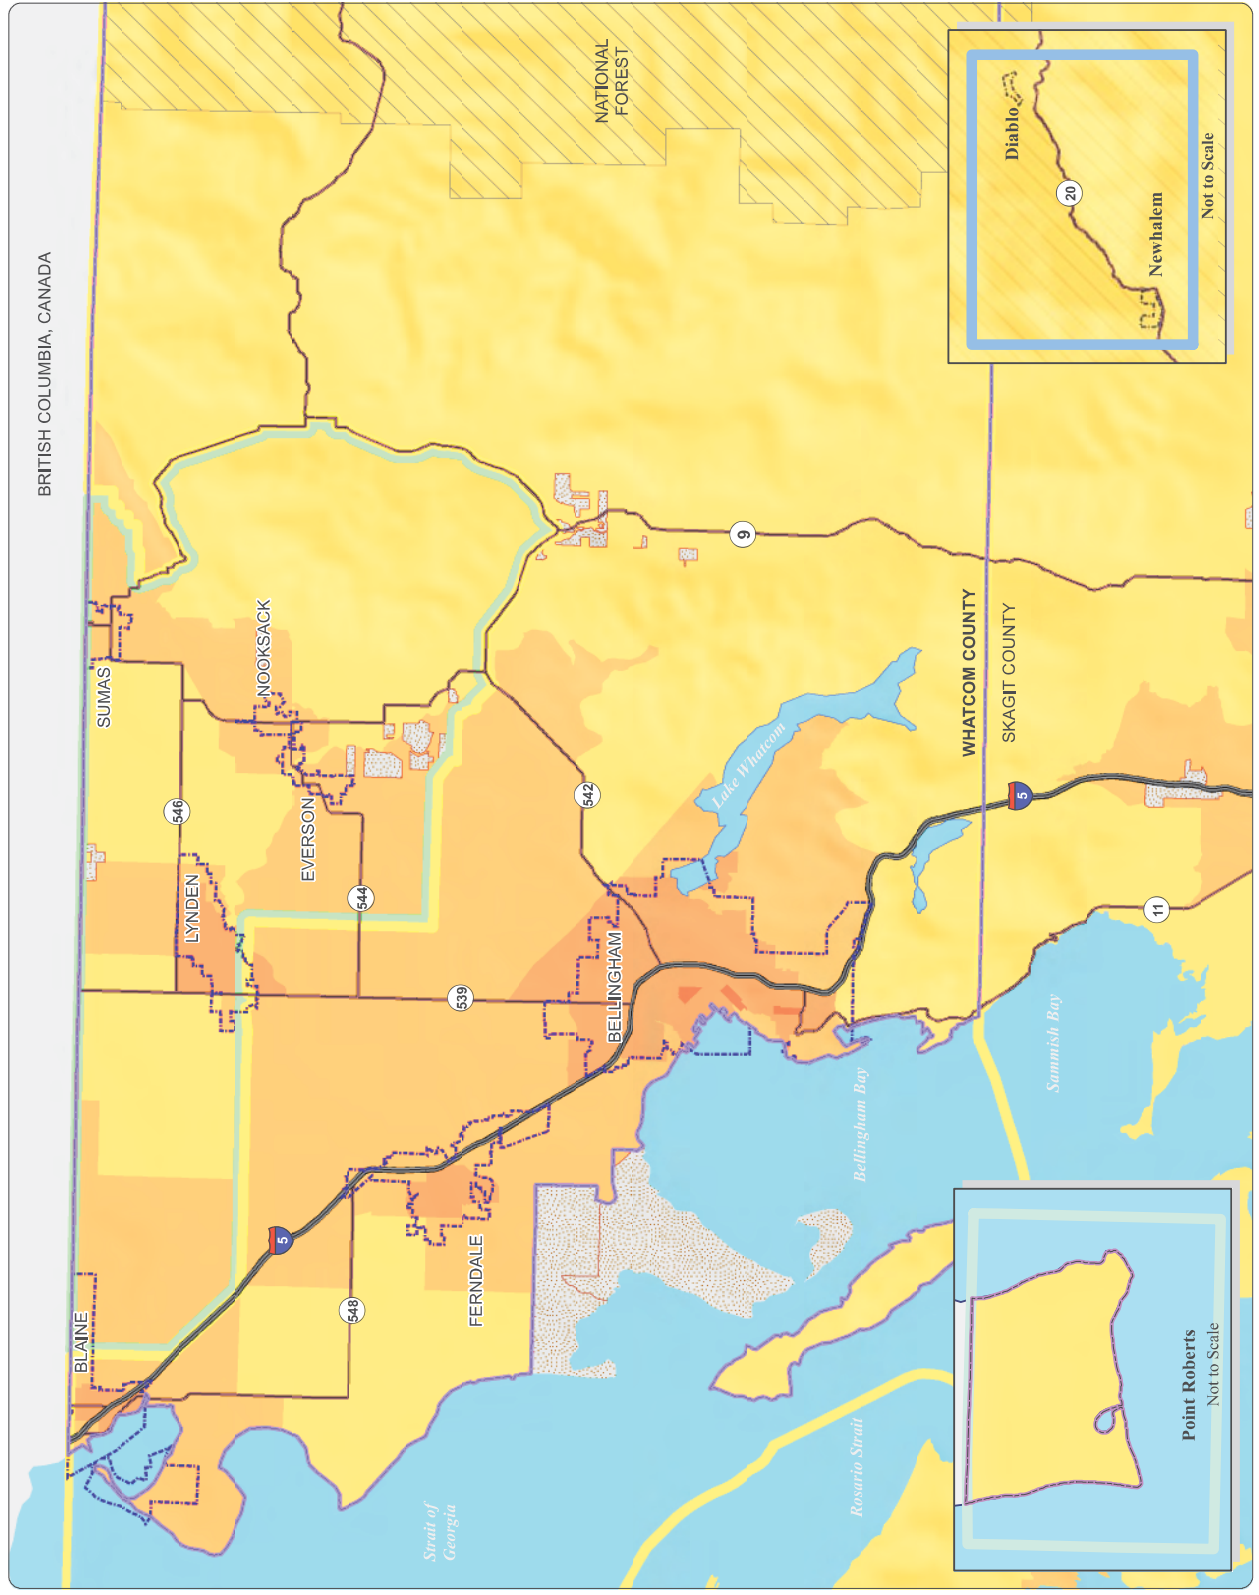 BRITISH COLUMBIA, CANADA
NATIONAL
FOREST
SUMAS
NOOKSACK
EVERSON
LYNDEN
BLAINE
FERNDALE
BELLINGHAM
546
544
539
548
542
9
5
5
11
Lake Whatcom
WHATCOM COUNTY
SKAGIT COUNTY
Bellingham Bay
Sammish Bay
Rosario Strait
Strait of
Georgia
Diablo
20
Newhalem
Not to Scale
Point Roberts
Not to Scale